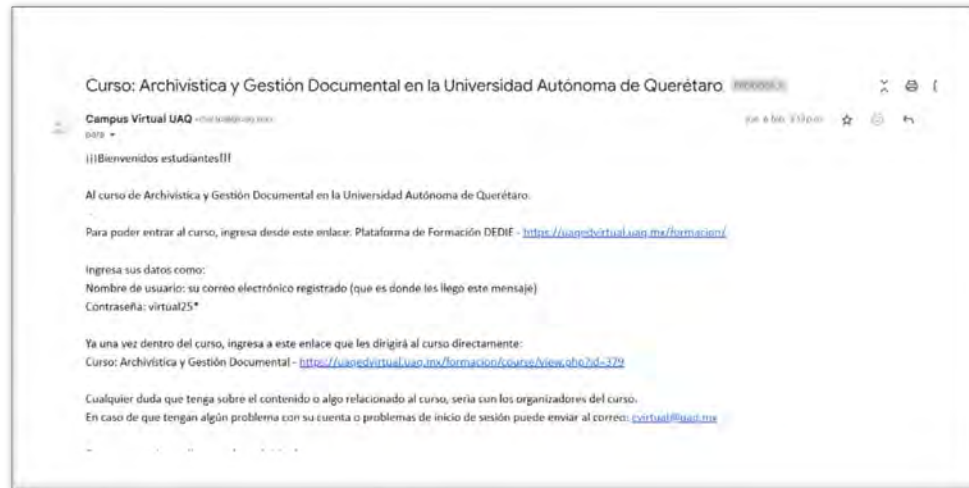 Curso: Archivística y Gestión Documental en la Universidad Autónoma de Querétaro
Campus Virtual UAQ
para
¡¡¡Bienvenidos estudiantes!!!
Al curso de Archivística y Gestión Documental en la Universidad Autónoma de Querétaro.
Para poder entrar al curso, ingresa desde este enlace: Plataforma de Formación DEDIE - https://uaqedvirtual.uaq.mx/formacion/
Ingresa sus datos como:
Nombre de usuario: su correo electrónico registrado (que es donde les llego este mensaje)
Contraseña: virtual25*
Ya una vez dentro del curso, ingresa a este enlace que les dirigirá al curso directamente:
Curso: Archivística y Gestión Documental - https://uaqedvirtual.uaq.mx/formacion/course/view.php?id=379
Cualquier duda que tenga sobre el contenido o algo relacionado al curso, seria con los organizadores del curso.
En caso de que tengan algún problema con su cuenta o problemas de inicio de sesión puede enviar al correo: cvirtual@uaq.mx